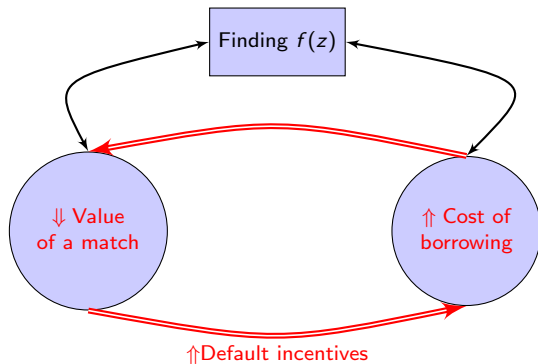 Finding f(z)
⇓ Value
of a match
⇑ Cost of
borrowing
⇑Default incentives